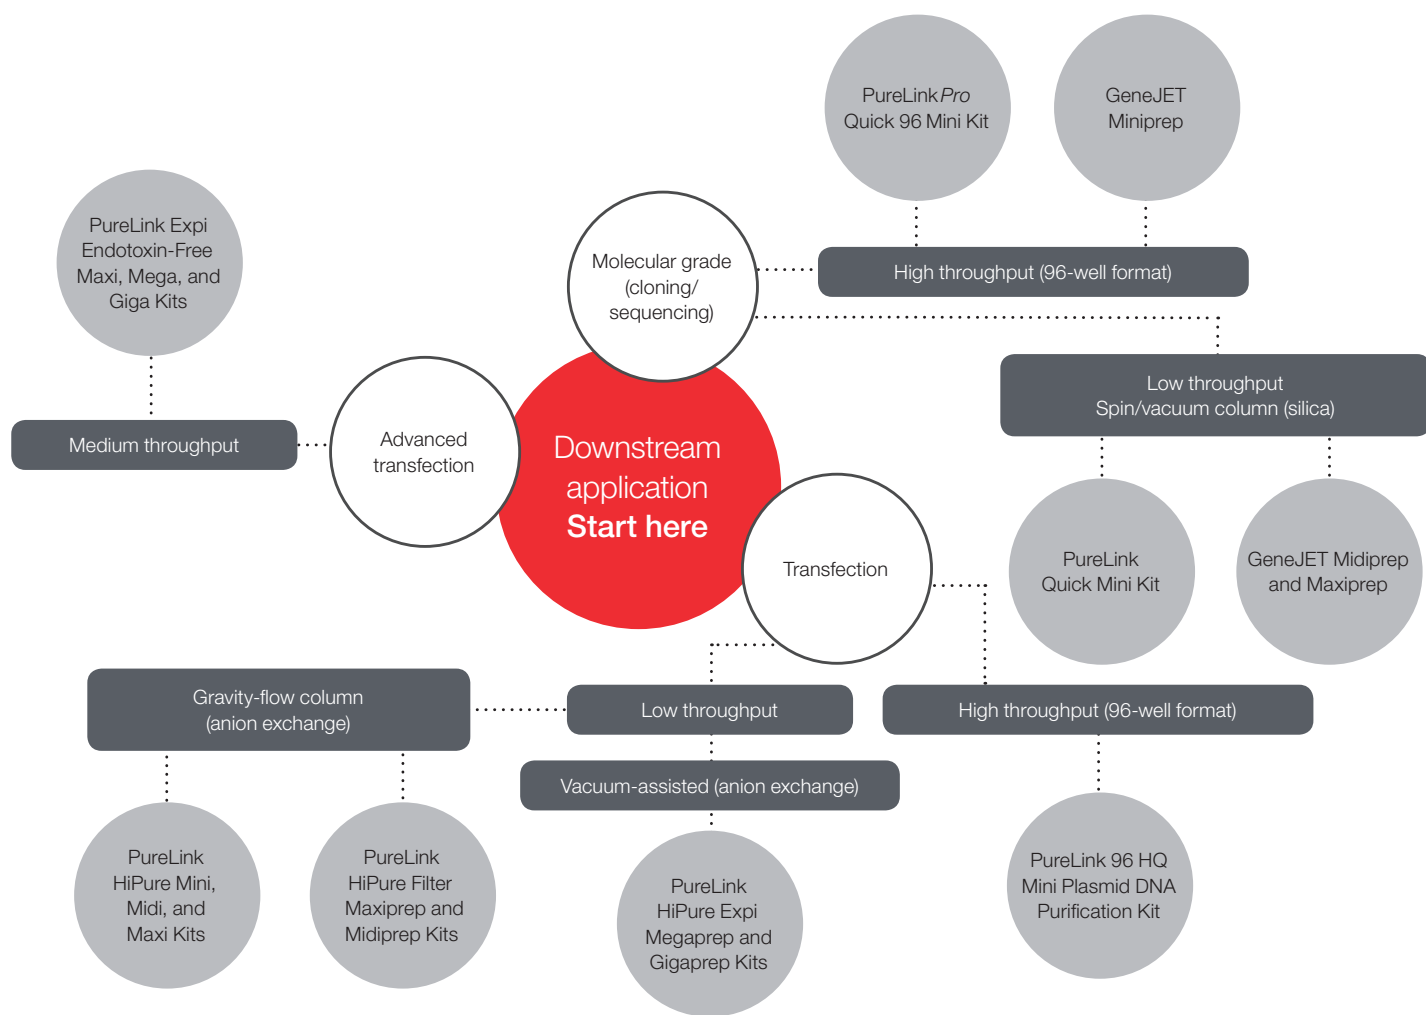 PureLink Pro
Quick 96 Mini Kit
GeneJET
Miniprep
PureLink Expi
Endotoxin-Free
Maxi, Mega, and
Giga Kits
Molecular grade
(cloning/
sequencing)
High throughput (96-well format)
Low throughput
Spin/vacuum column (silica)
Medium throughput
Advanced
transfection
Downstream
application
Start here
Transfection
PureLink
Quick Mini Kit
GeneJET Midiprep
and Maxiprep
Gravity-flow column
(anion exchange)
Low throughput
High throughput (96-well format)
Vacuum-assisted (anion exchange)
PureLink
HiPure Mini,
Midi, and
Maxi Kits
PureLink
HiPure Filter
Maxiprep and
Midiprep Kits
PureLink
HiPure Expi
Megaprep and
Gigaprep Kits
PureLink 96 HQ
Mini Plasmid DNA
Purification Kit